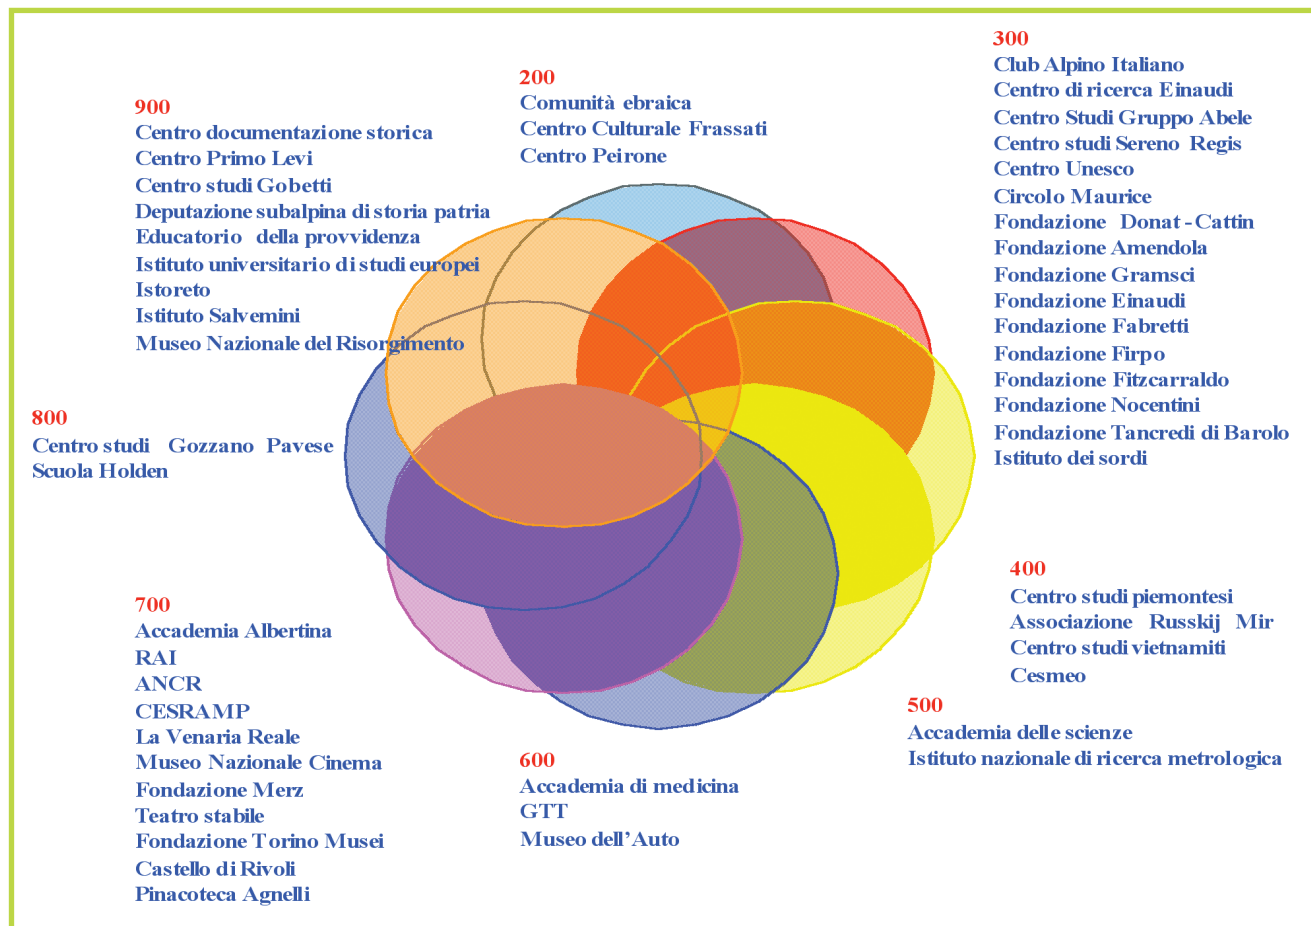 200
Comunità ebraica
Centro Culturale Frassati
Centro Peirone
300
Club Alpino Italiano
Centro di ricerca Einaudi
Centro Studi Gruppo Abele
Centro studi Sereno Regis
Centro Unesco
Circolo Maurice
Fondazione Donat-Cattin
Fondazione Amendola
Fondazione Gramsci
Fondazione Einaudi
Fondazione Fabretti
Fondazione Firpo
Fondazione Fitzcarraldo
Fondazione Nocentini
Fondazione Tancredi di Barolo
Istituto dei sordi
400
Centro studi piemontesi
Associazione Russkij Mir
Centro studi vietnamiti
Cesmeo
500
Accademia delle scienze
Istituto nazionale di ricerca metrologica
600
Accademia di medicina
GTT
Museo dell’Auto
700
Accademia Albertina
RAI
ANCR
CESRAMP
La Venaria Reale
Museo Nazionale Cinema
Fondazione Merz
Teatro stabile
Fondazione Torino Musei
Castello di Rivoli
Pinacoteca Agnelli
800
Centro studi Gozzano Pavese
Scuola Holden
900
Centro documentazione storica
Centro Primo Levi
Centro studi Gobetti
Deputazione subalpina di storia patria
Educatorio della provvidenza
Istituto universitario di studi europei
Istoreto
Istituto Salvemini
Museo Nazionale del Risorgimento